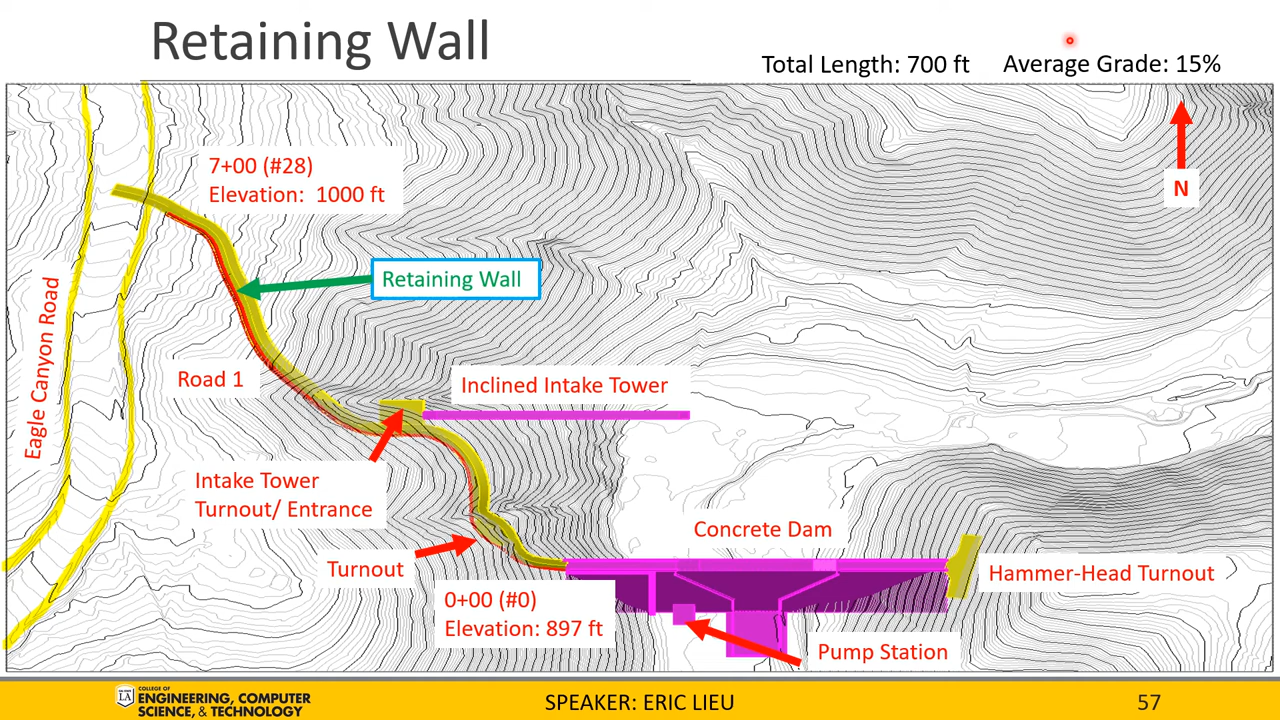 Retaining Wall
Total Length: 700 ft
Average Grade: 15%
N
7+00 (#28)
Elevation: 1000 ft
Retaining Wall
Eagle Canyon Road
Road 1
Inclined Intake Tower
Intake Tower
Turnout/ Entrance
Concrete Dam
Turnout
Hammer-Head Turnout
0+00 (#0)
Elevation: 897 ft
Pump Station
LA
COLLEGE OF
ENGINEERING, COMPUTER
SCIENCE, & TECHNOLOGY
SPEAKER: ERIC LIEU
57